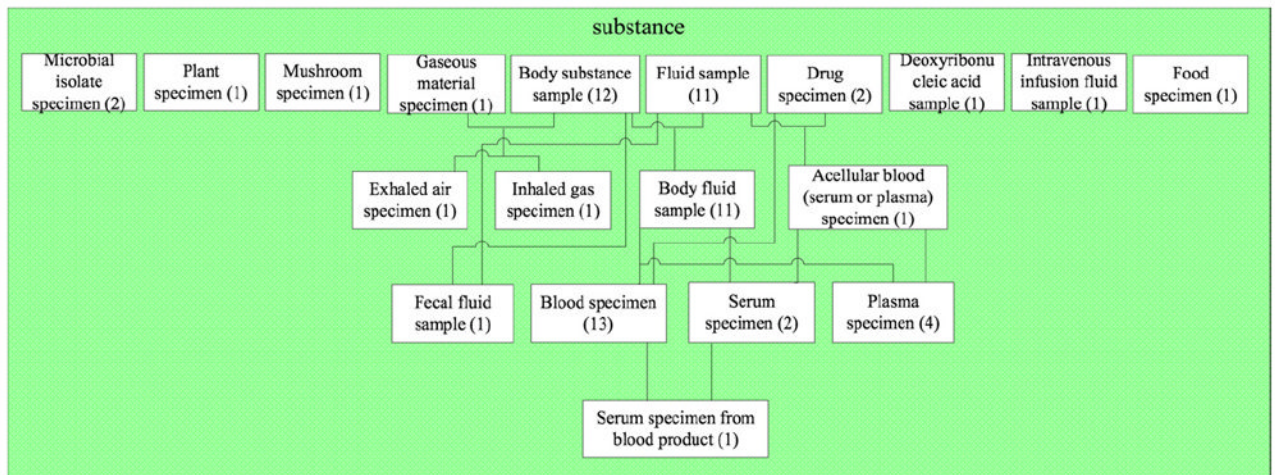 substance
Microbial
isolate
specimen (2)
Plant
specimen (1)
Mushroom
specimen (1)
Gaseous
material
specimen (1)
Body substance
sample (12)
Fluid sample
(11)
Drug
specimen (2)
Deoxyribonu
cleic acid
sample (1)
Intravenous
infusion fluid
sample (1)
Food
specimen (1)
Exhaled air
specimen (1)
Inhaled gas
specimen (1)
Body fluid
sample (11)
Acellular blood
(serum or plasma)
specimen (1)
Fecal fluid
sample (1)
Blood specimen
(13)
Serum
specimen (2)
Plasma
specimen (4)
Serum specimen from
blood product (1)